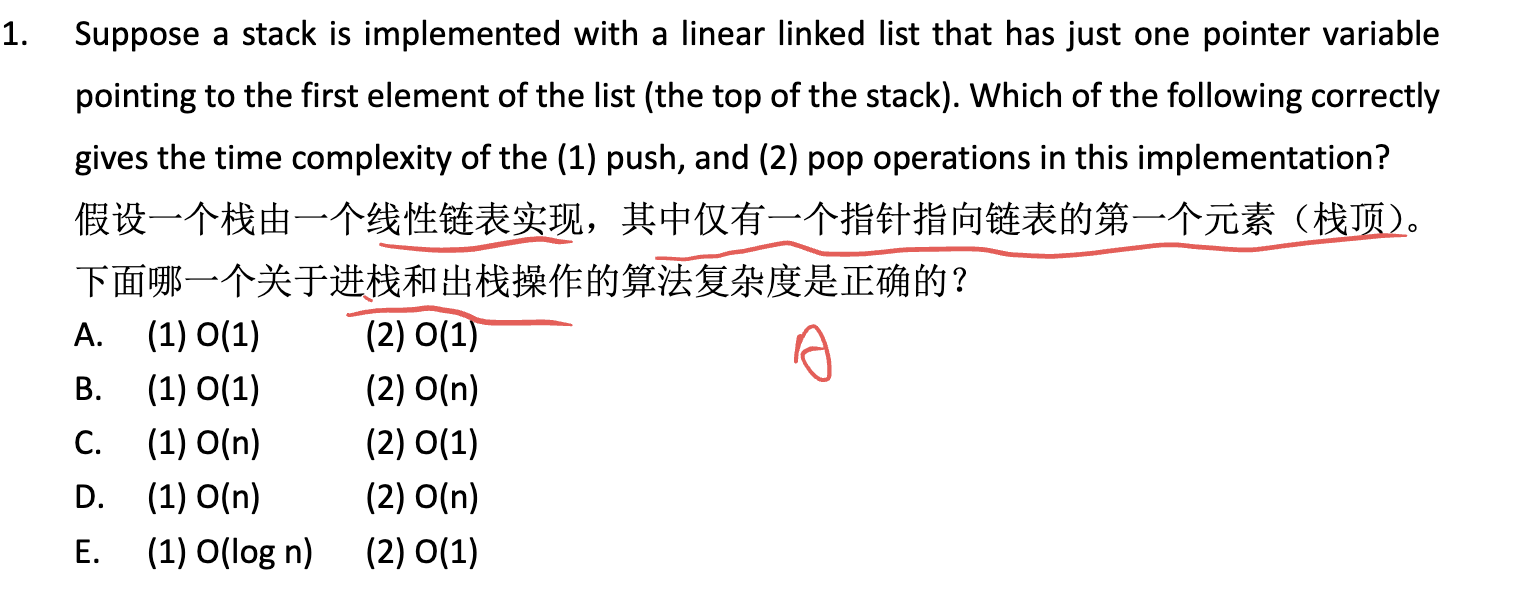 1. Suppose a stack is implemented with a linear linked list that has just one pointer variable
pointing to the first element of the list (the top of the stack). Which of the following correctly
gives the time complexity of the (1) push, and (2) pop operations in this implementation?
假设一个栈由一个线性链表实现，其中仅有一个指针指向链表的第一个元素（栈顶）。
下面哪一个关于进栈和出栈操作的算法复杂度是正确的？
A. (1) O(1) (2) O(1)
A
B. (1) O(1) (2) O(n)
C. (1) O(n) (2) O(1)
D. (1) O(n) (2) O(n)
E. (1) O(log n) (2) O(1)